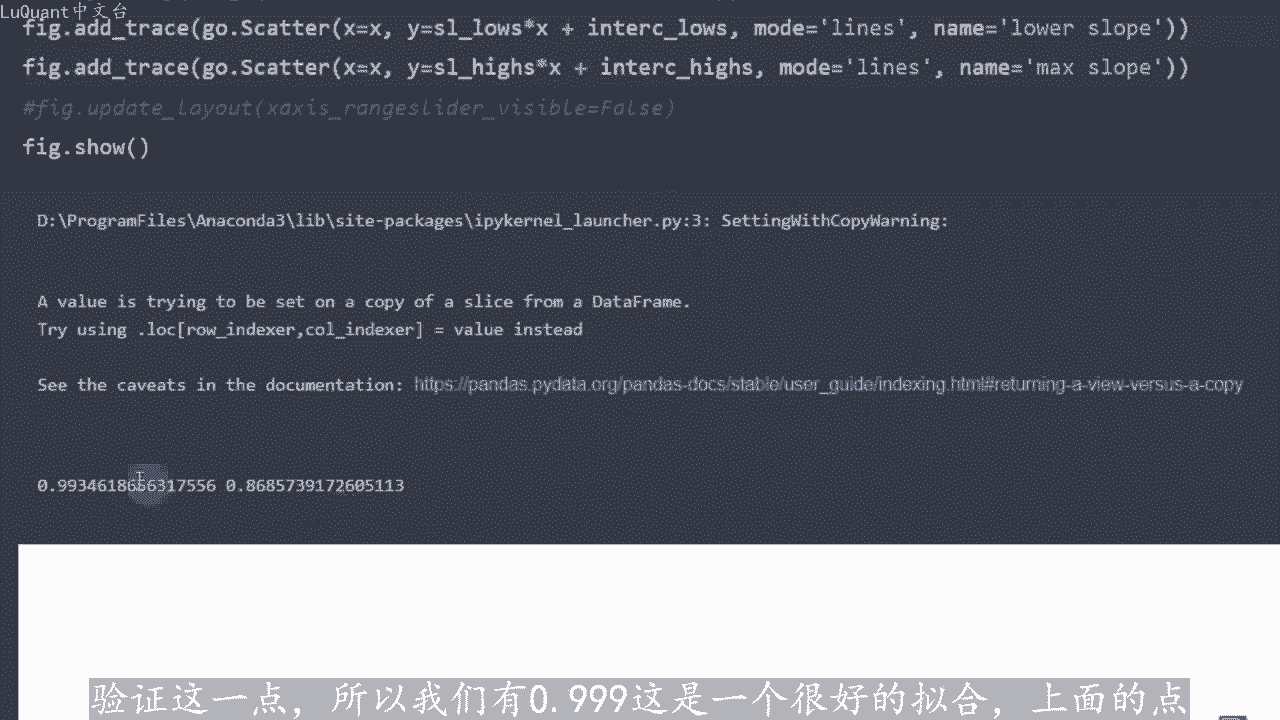 LuQuant中文台
fig.add_trace(go.Scatter(x=x, y=sl_lows*x + interc_lows, mode='lines', name='lower slope'))
fig.add_trace(go.Scatter(x=x, y=sl_highs*x + interc_highs, mode='lines', name='max slope'))
#fig.update_layout(xaxis_rangeslider_visible=False)
fig.show()
D:\ProgramFiles\Anaconda3\lib\site-packages\ipykernel_launcher.py:3: SettingWithCopyWarning:
A value is trying to be set on a copy of a slice from a DataFrame.
Try using .loc[row_indexer,col_indexer] = value instead
See the caveats in the documentation: https://pandas.pydata.org/pandas-docs/stable/user_guide/indexing.html#returning-a-view-versus-a-copy
0.9934618656317556 0.8685739172605113
验证这一点，所以我们有0.999这是一个很好的拟合，上面的点